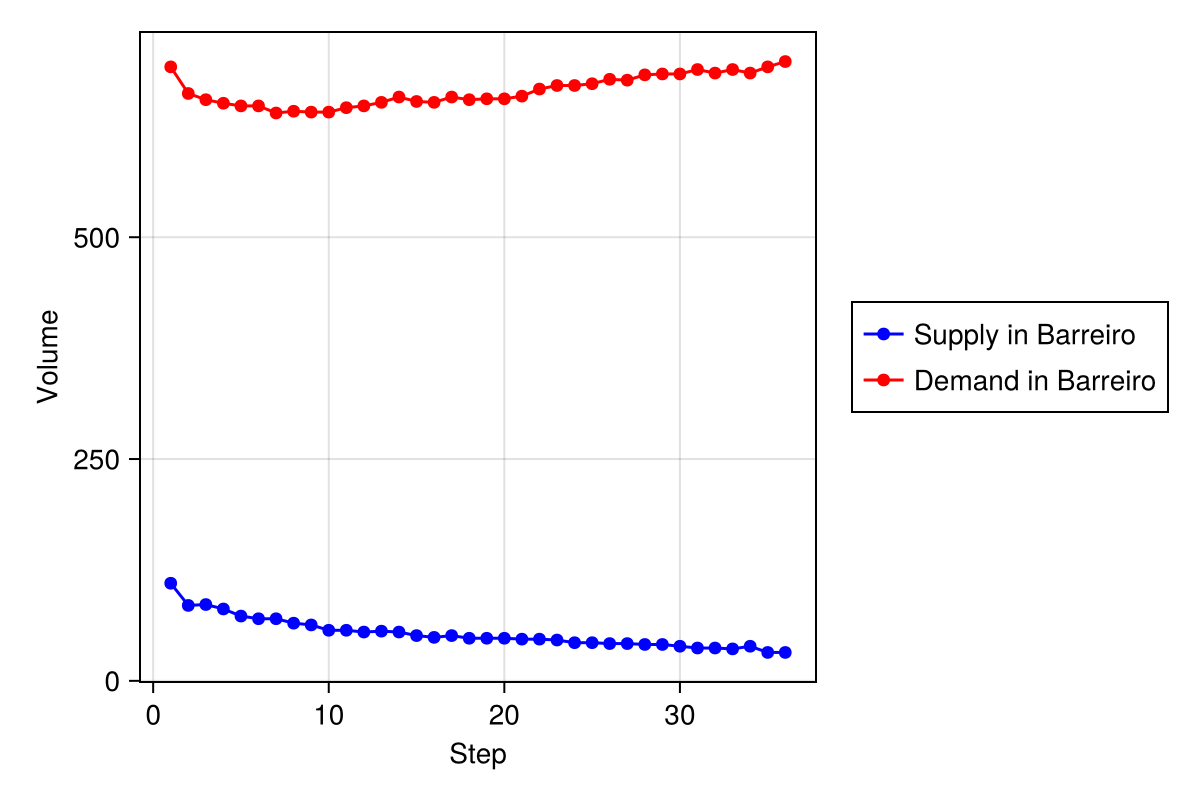 500
250
0
Volume
0 10 20 30
Step
Supply in Barreiro
Demand in Barreiro